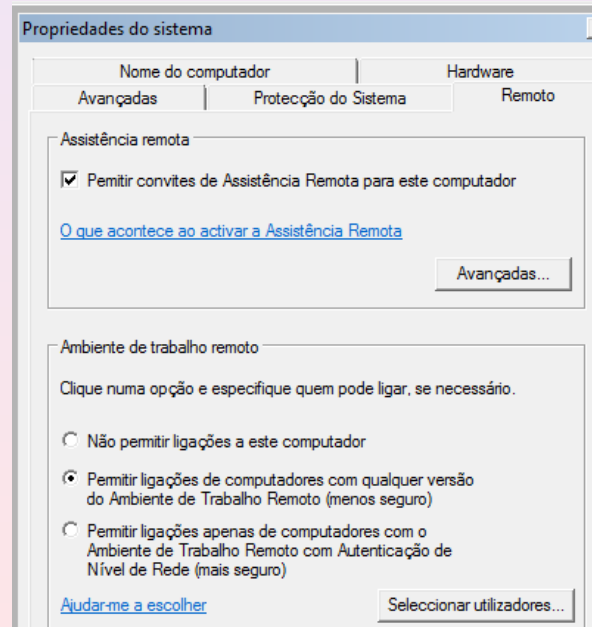 Propriedades do sistema
Nome do computador
Hardware
Avançadas
Protecção do Sistema
Remoto
Assistência remota
Pemitir convites de Assistência Remota para este computador
O que acontece ao activar a Assistência Remota
Avançadas...
Ambiente de trabalho remoto
Clique numa opção e especifique quem pode ligar, se necessário.
Não permitir ligações a este computador
Permitir ligações de computadores com qualquer versão
do Ambiente de Trabalho Remoto (menos seguro)
Permitir ligações apenas de computadores com o
Ambiente de Trabalho Remoto com Autenticação de
Nível de Rede (mais seguro)
Ajudar-me a escolher
Seleccionar utilizadores...